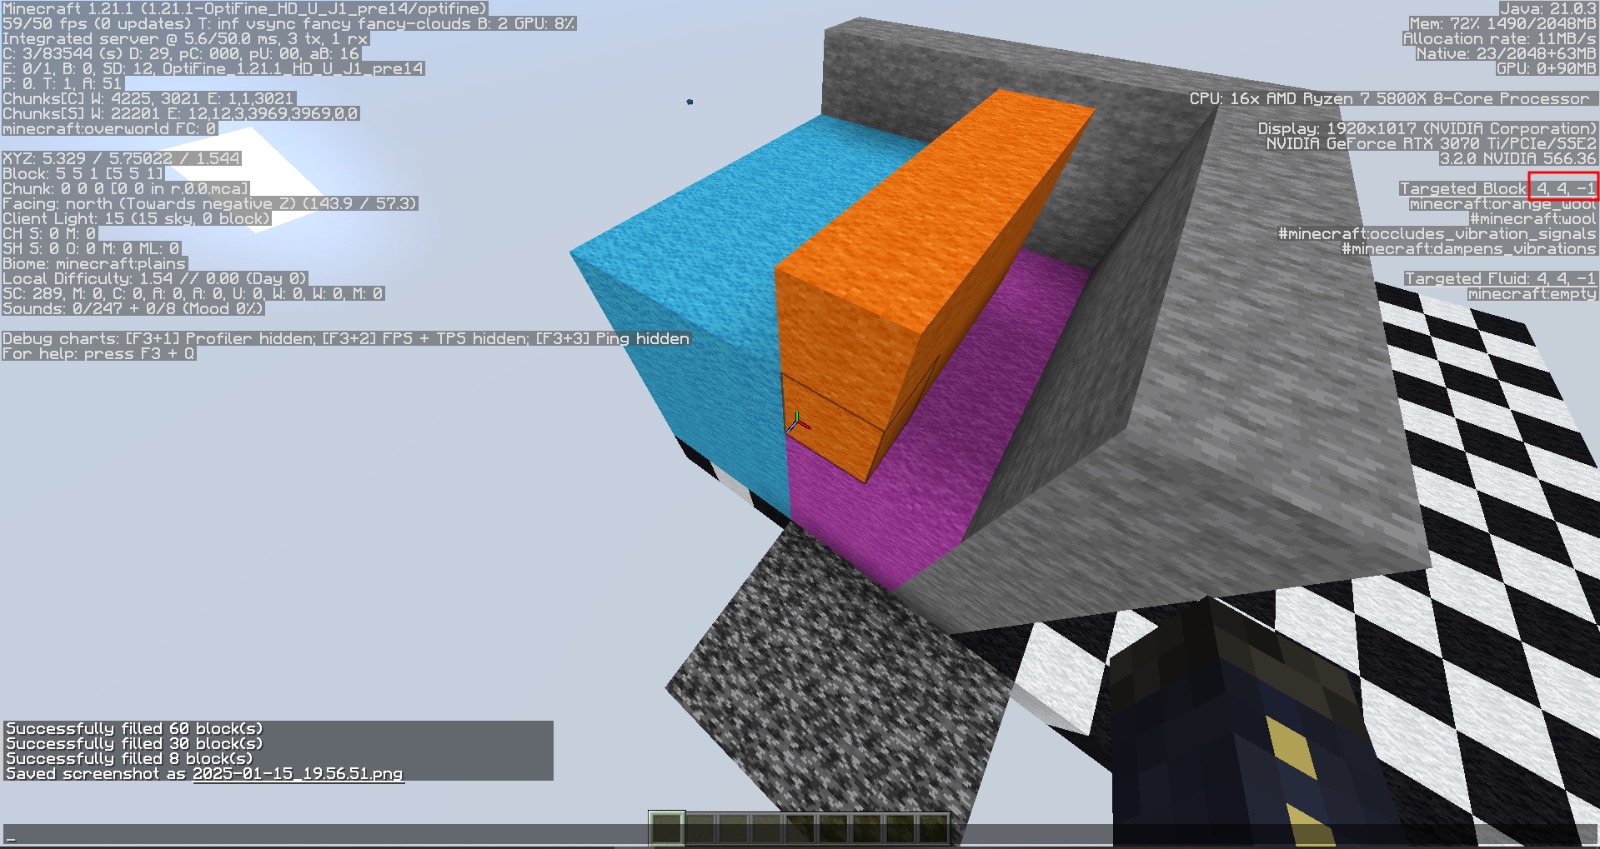 Minecraft 1.21.1 (1.21.1-OptiFine_HD_U_J1_pre14/optifine)
59/50 fps (0 updates) T: inf vsync fancy fancy-clouds B: 2 GPU: 8%
Integrated server @ 5.6/50.0 ms, 3 tx, 1 rx
C: 3/83544 (s) D: 29, pC: 000, pU: 00, aB: 16
E: 0/1, B: 0, SD: 12, OptiFine_1.21.1_HD_U_J1_pre14
P: 0. T: 1, A: 51
Chunks[C] W: 4225, 3021 E: 1,1,3021
Chunks[S] W: 22201 E: 12,12,3,3969,3969,0,0
minecraft:overworld FC: 0
XYZ: 5.329 / 5.75022 / 1.544
Block: 5 5 1 [5 5 1]
Chunk: 0 0 0 [0 0 in r.0.0.mca]
Facing: north (Towards negative Z) (143.9 / 57.3)
Client Light: 15 (15 sky, 0 block)
CH S: 0 M: 0
SH S: 0 O: 0 M: 0 ML: 0
Biome: minecraft:plains
Local Difficulty: 1.54 // 0.00 (Day 0)
SC: 289, M: 0, C: 0, A: 0, A: 0, U: 0, W: 0, W: 0, M: 0
Sounds: 0/247 + 0/8 (Mood 0%)
Debug charts: [F3+1] Profiler hidden; [F3+2] FPS + TPS hidden; [F3+3] Ping hidden
For help: press F3 + Q
Java: 21.0.3
Mem: 72% 1490/2048MB
Allocation rate: 11MB/s
Native: 23/2048+63MB
GPU: 0+90MB
CPU: 16x AMD Ryzen 7 5800X 8-Core Processor
Display: 1920x1017 (NVIDIA Corporation)
NVIDIA GeForce RTX 3070 Ti/PCIe/SSE2
3.2.0 NVIDIA 566.36
Targeted Block: 4, 4, -1
minecraft:orange_wool
#minecraft:wool
#minecraft:occludes_vibration_signals
#minecraft:dampens_vibrations
Targeted Fluid: 4, 4, -1
minecraft:empty
Successfully filled 60 block(s)
Successfully filled 30 block(s)
Successfully filled 8 block(s)
Saved screenshot as 2025-01-15_19.56.51.png
_